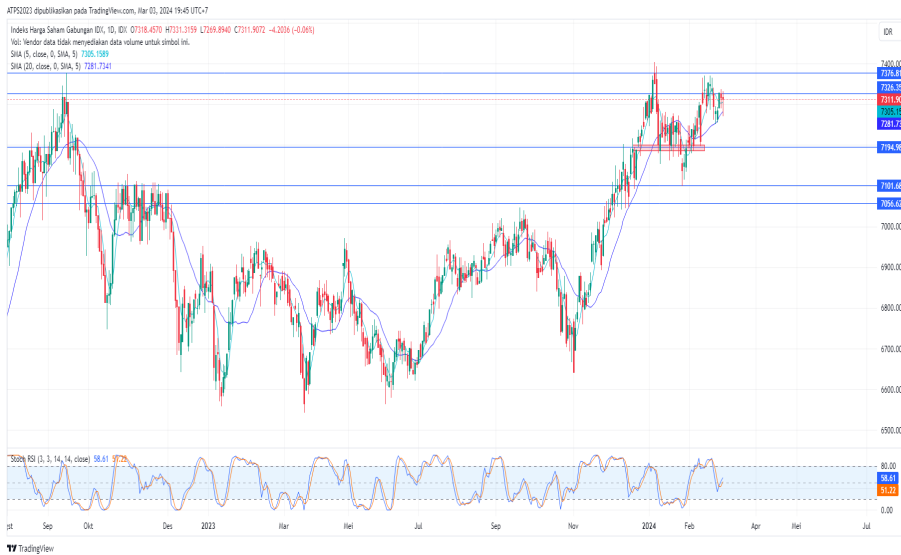 ATPS2023 dipublikasikan pada TradingView.com, Mar 03, 2024 19:45 UTC+7
Indeks Harga Saham Gabungan IDX, 1D, IDX O7318.4570 H7331.3159 L7269.8940 C7311.9072 −4.2036 (−0.06%)
Vol: Vendor data tidak menyediakan data volume untuk simbol ini.
SMA (5, close, 0, SMA, 5) 7305.1589
SMA (20, close, 0, SMA, 5) 7281.7341
IDR
7400.00
7376.81
7326.35
7311.90
7305.15
7281.73
7194.98
7101.68
7056.62
7000.00
6900.00
6800.00
6700.00
6600.00
6500.00
Stoch RSI (3, 3, 14, 14, close) 58.61 51.22
80.00
58.61
51.22
0.00
Sep Okt Des 2023 Mar Mei Jul Sep Nov 2024 Feb Apr Mei Jul
TradingView